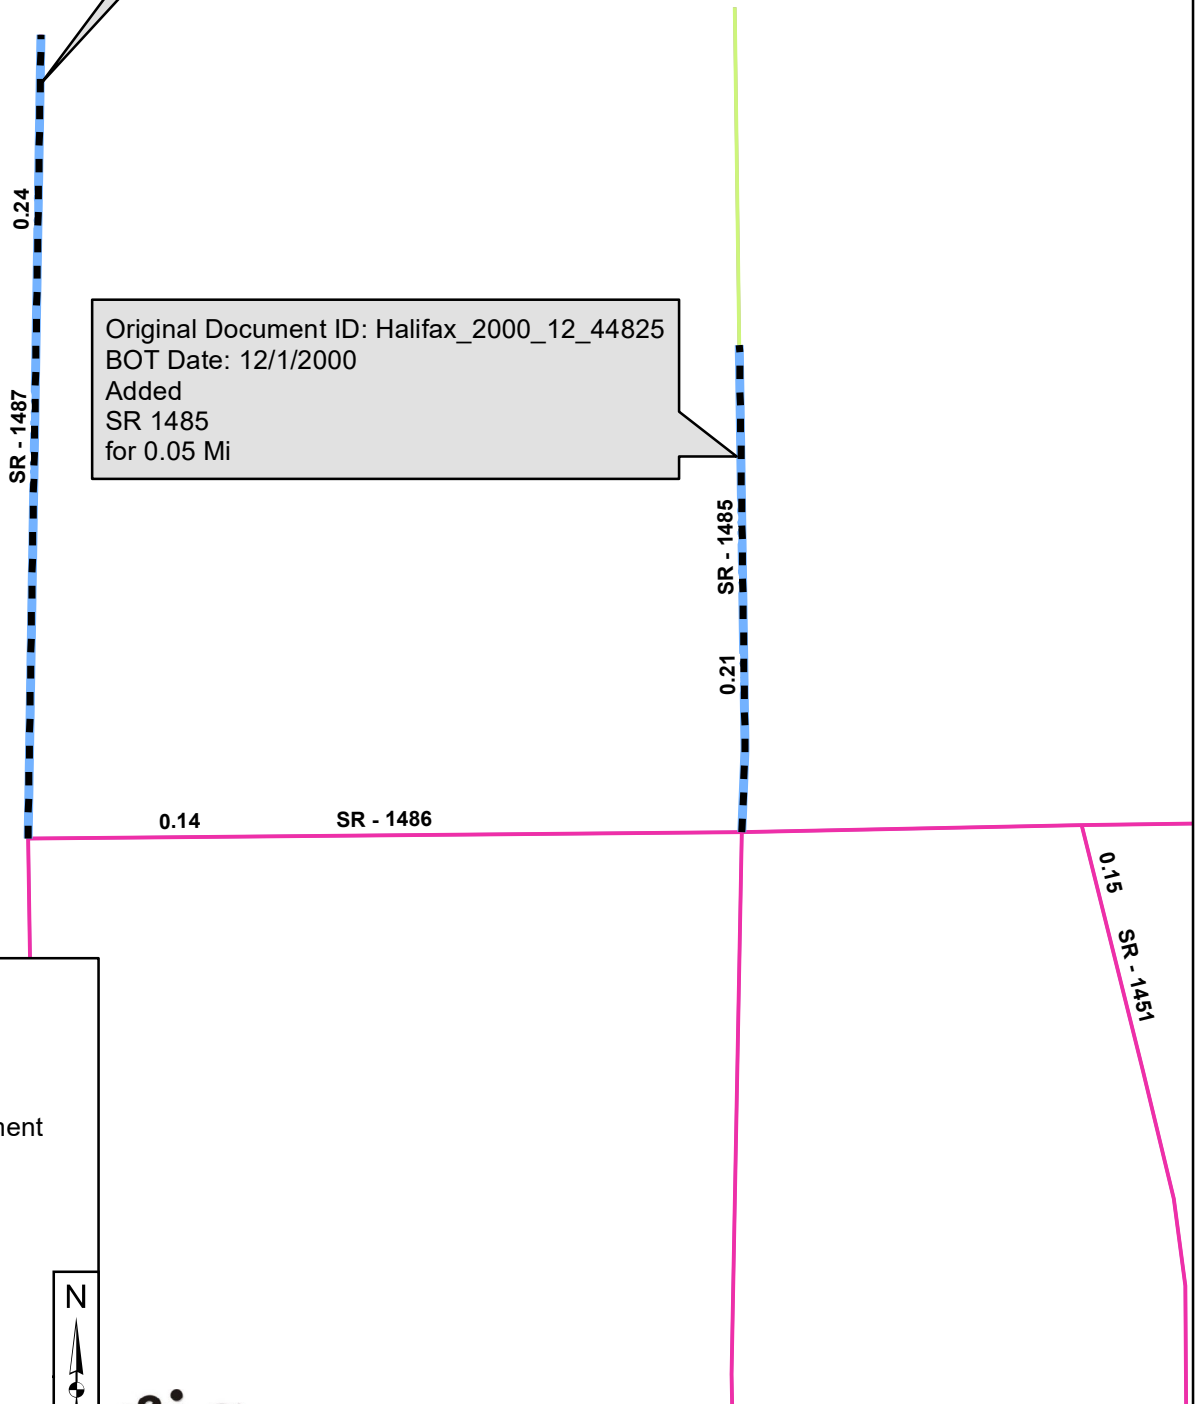 0.24
SR - 1487
Original Document ID: Halifax_2000_12_44825
BOT Date: 12/1/2000
Added
SR 1485
for 0.05 Mi
SR - 1485
0.21
0.14
SR - 1486
0.15
SR - 1451
N